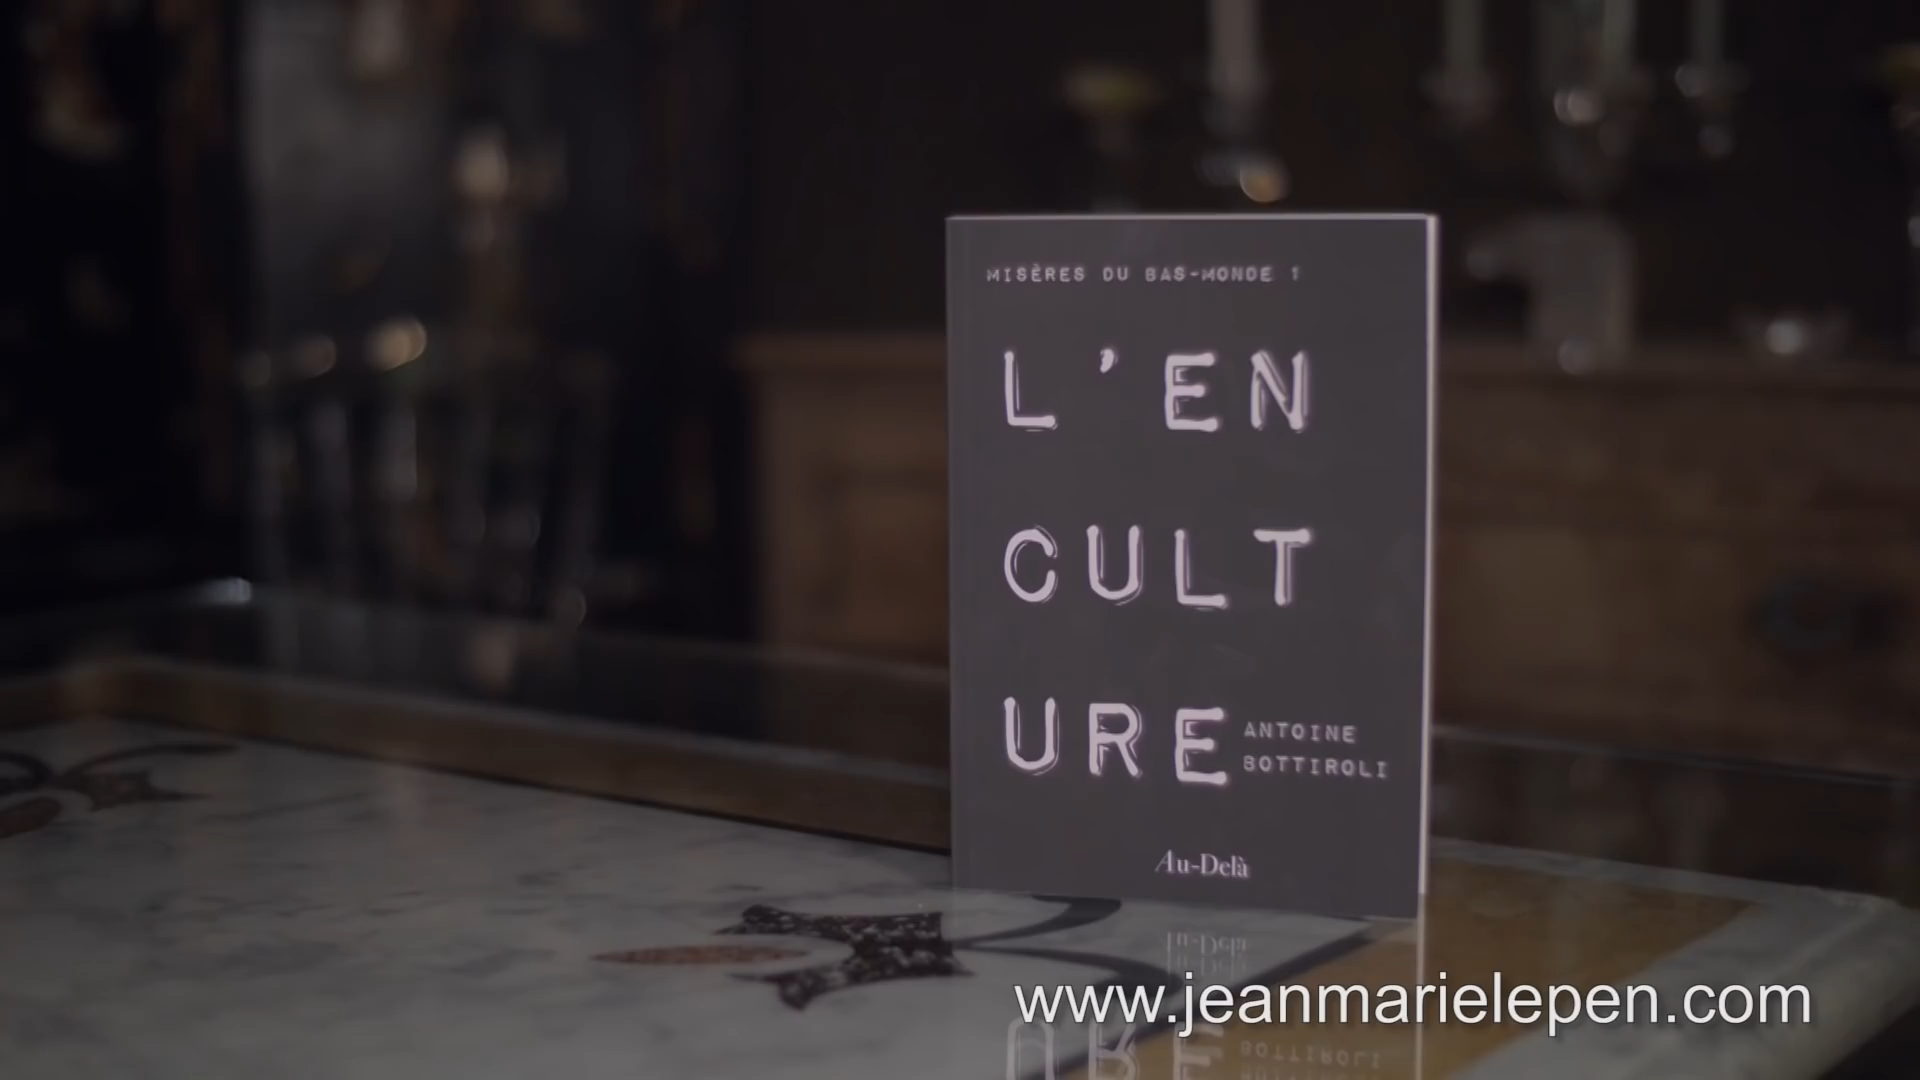 MISÈRES DU BAS-MONDE 1
L'EN
CULT
URE
ANTOINE
BOTTIROLI
Au-Delà
www.jeanmarielepen.com